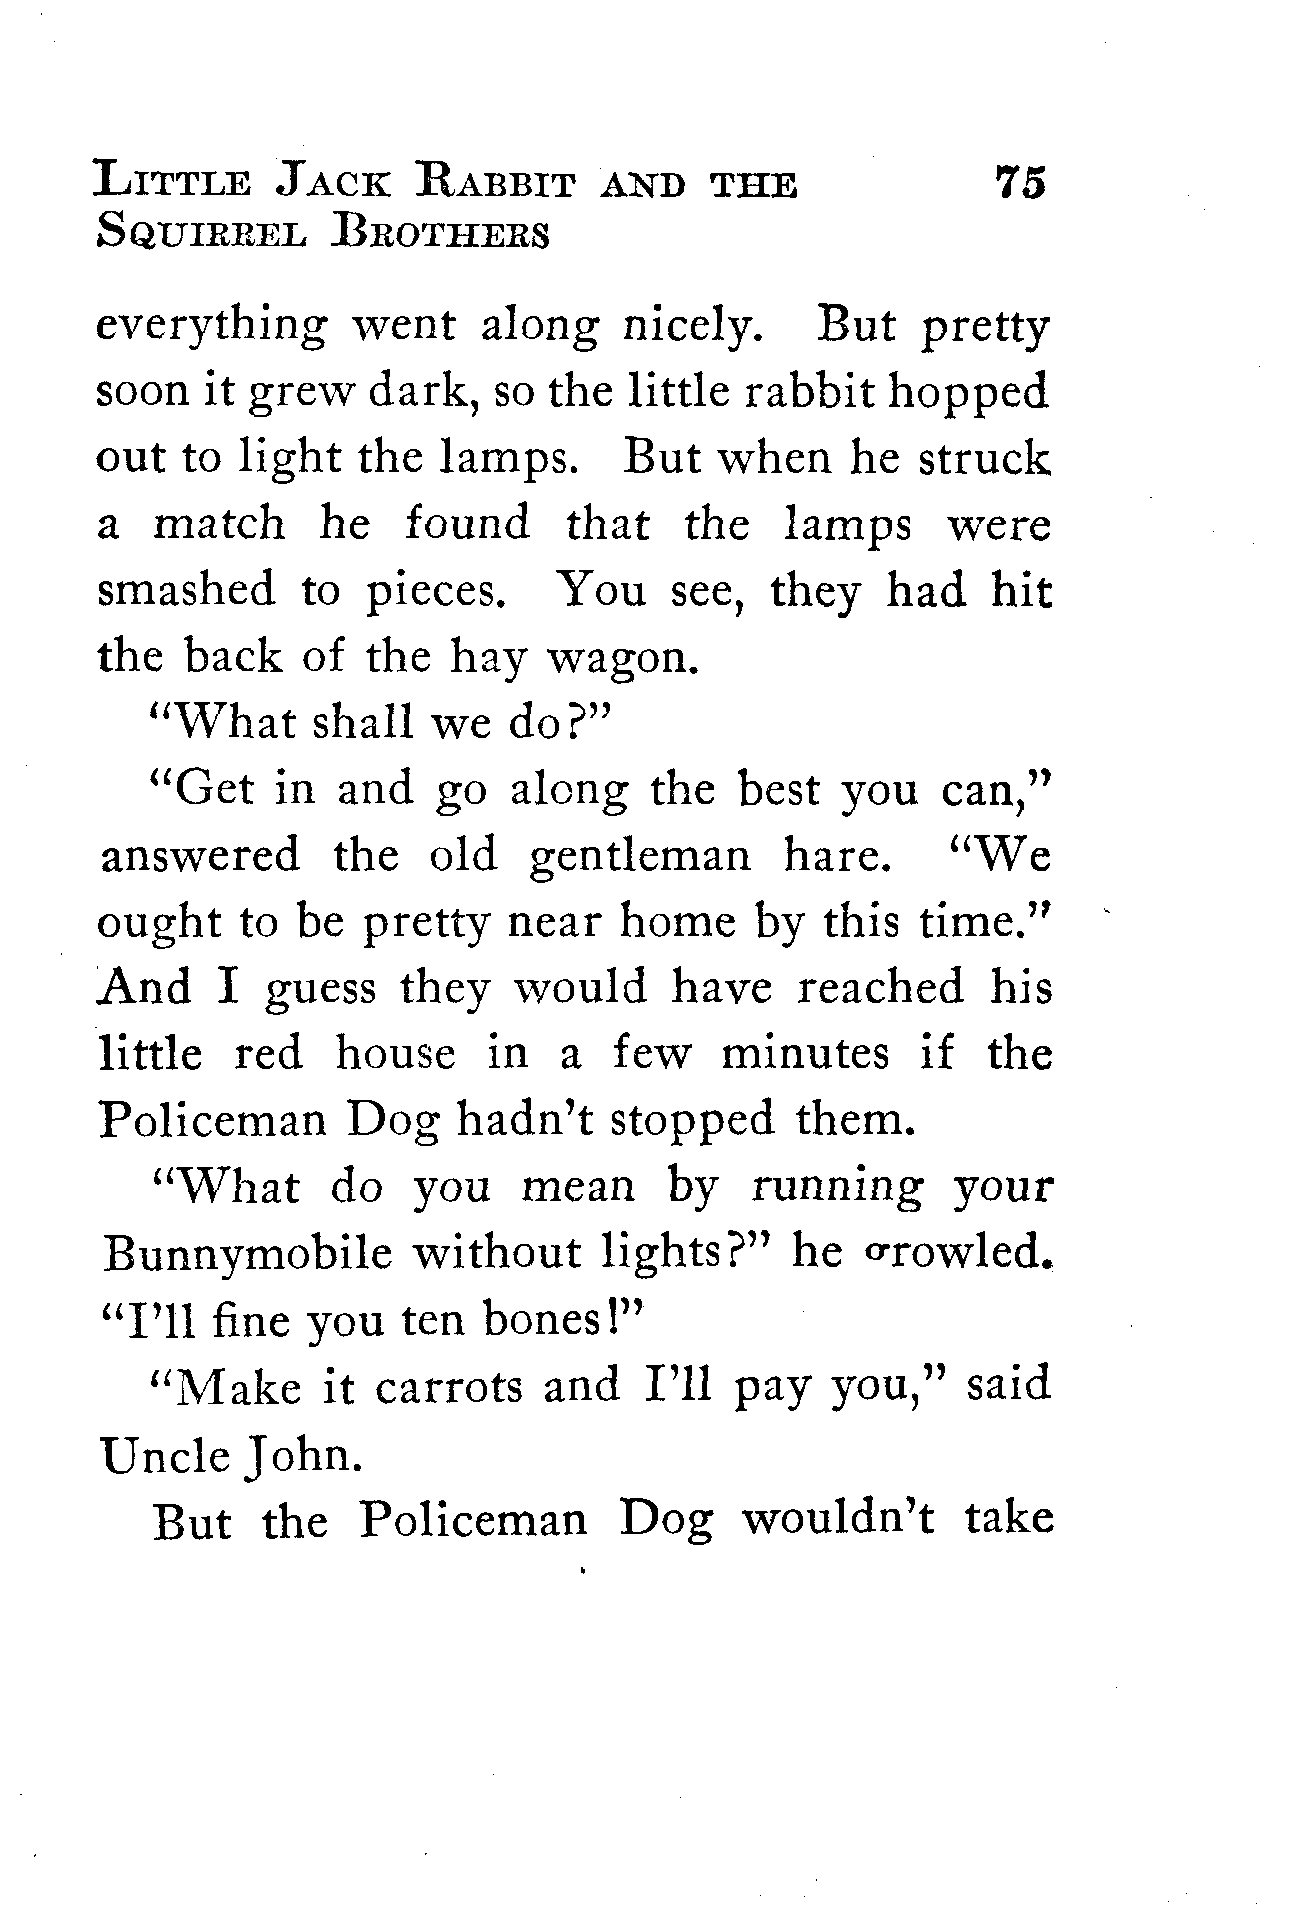 LITTLE JACK RABBIT AND THE 75
SQUIRREL BROTHERS
everything went along nicely. But pretty
soon it grew dark, so the little rabbit hopped
out to light the lamps. But when he struck
a match he found that the lamps were
smashed to pieces. You see, they had hit
the back of the hay wagon.
"What shall we do?"
"Get in and go along the best you can,"
answered the old gentleman hare. "We
ought to be pretty near home by this time."
And I guess they would have reached his
little red house in a few minutes if the
Policeman Dog hadn't stopped them.
"What do you mean by running your
Bunnymobile without lights?" he growled.
"I'll fine you ten bones!"
"Make it carrots and I'll pay you," said
Uncle John.
But the Policeman Dog wouldn't take